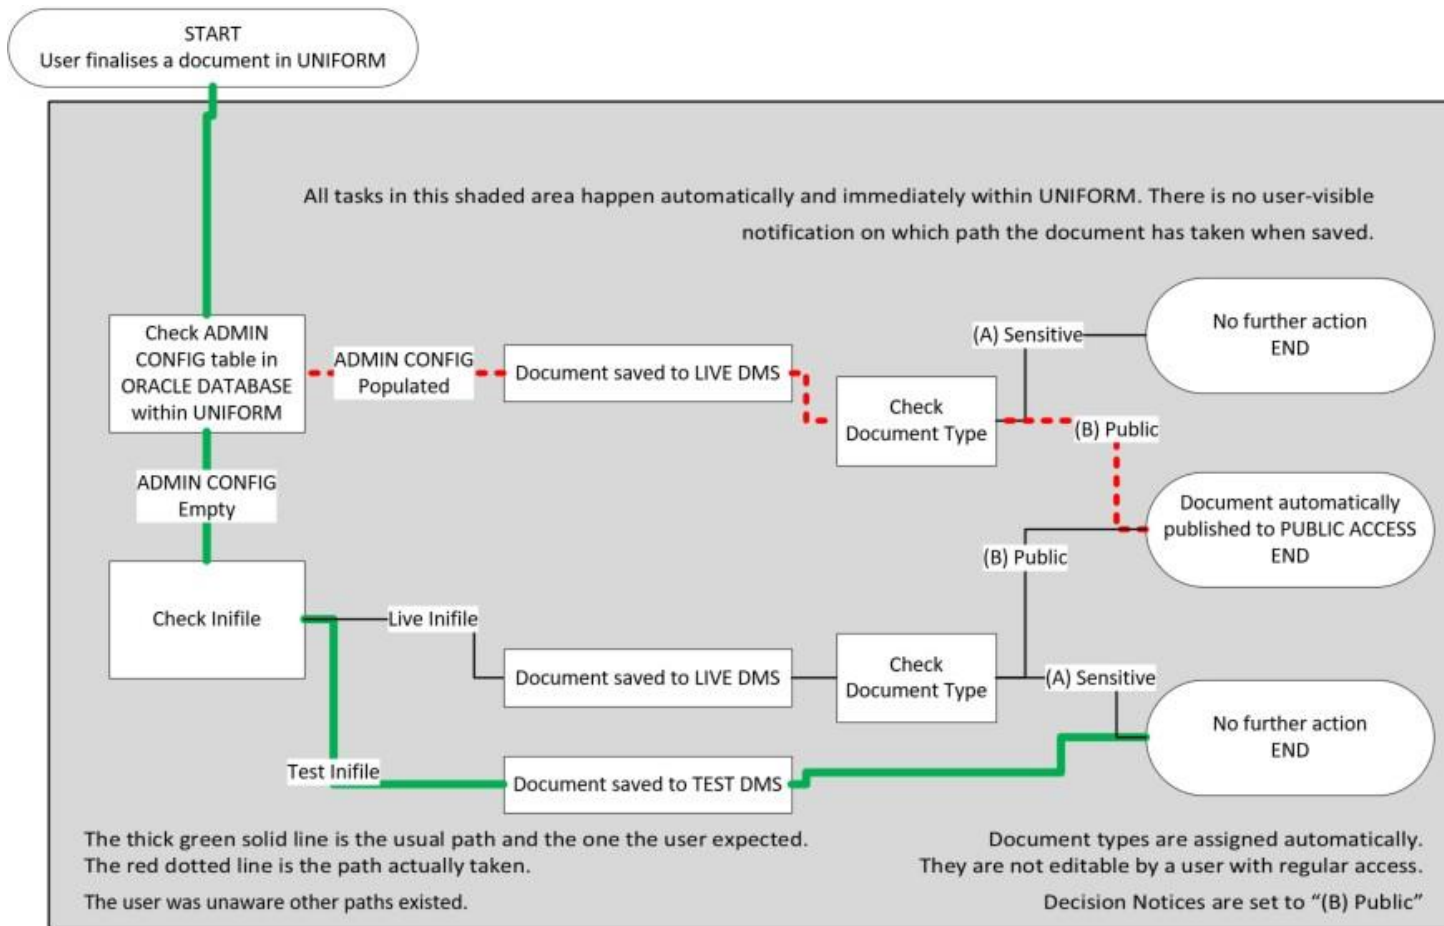 START
User finalises a document in UNIFORM
All tasks in this shaded area happen automatically and immediately within UNIFORM. There is no user-visible
notification on which path the document has taken when saved.
Check ADMIN
CONFIG table in
ORACLE DATABASE
within UNIFORM
ADMIN CONFIG
Populated
Document saved to LIVE DMS
Check
Document Type
(A) Sensitive
No further action
END
(B) Public
Document automatically
published to PUBLIC ACCESS
END
ADMIN CONFIG
Empty
Check Inifile
Live Inifile
Document saved to LIVE DMS
Check
Document Type
(B) Public
(A) Sensitive
No further action
END
Test Inifile
Document saved to TEST DMS
The thick green solid line is the usual path and the one the user expected.
The red dotted line is the path actually taken.
The user was unaware other paths existed.
Document types are assigned automatically.
They are not editable by a user with regular access.
Decision Notices are set to “(B) Public”